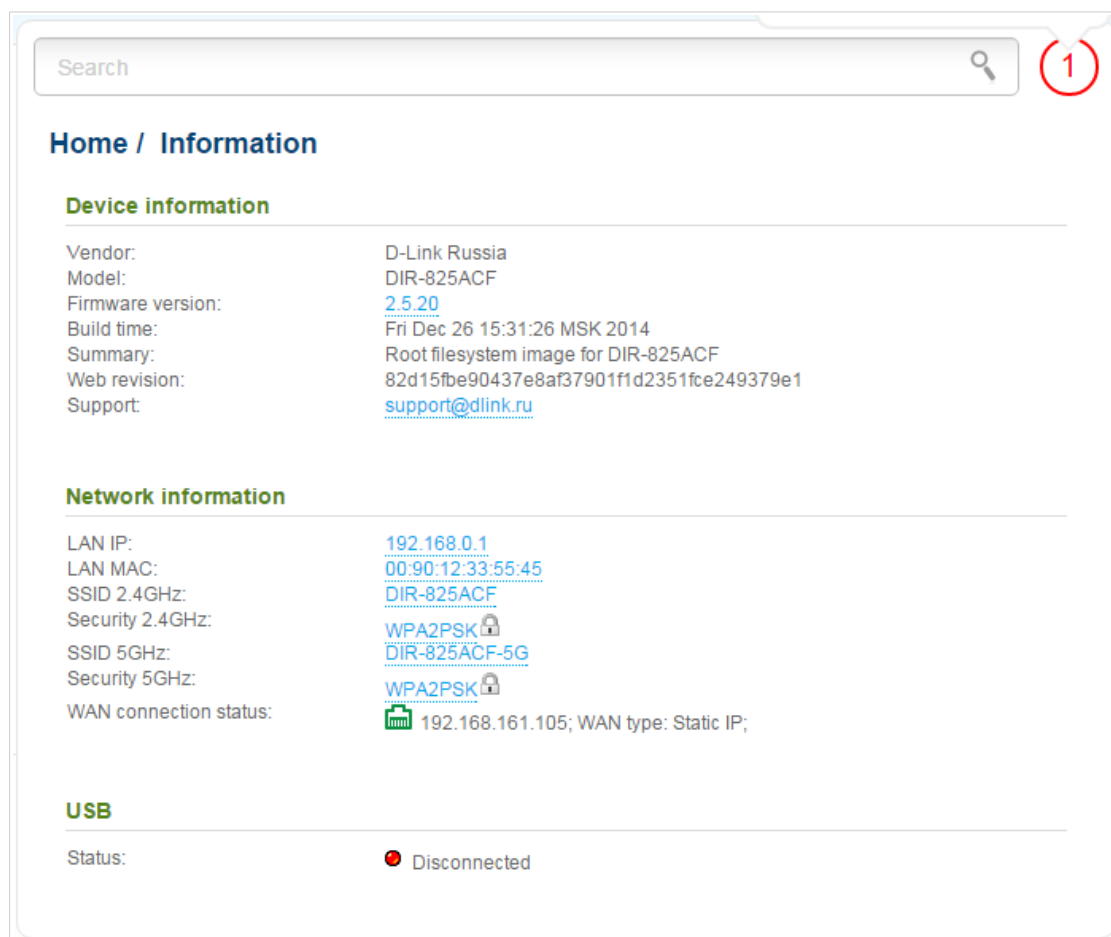 Search
1
Home / Information
Device information
Vendor: D-Link Russia
Model: DIR-825ACF
Firmware version: 2.5.20
Build time: Fri Dec 26 15:31:26 MSK 2014
Summary: Root filesystem image for DIR-825ACF
Web revision: 82d15fbe90437e8af37901f1d2351fce249379e1
Support: support@dlink.ru
Network information
LAN IP: 192.168.0.1
LAN MAC: 00:90:12:33:55:45
SSID 2.4GHz: DIR-825ACF
Security 2.4GHz: WPA2PSK
SSID 5GHz: DIR-825ACF-5G
Security 5GHz: WPA2PSK
WAN connection status: 192.168.161.105; WAN type: Static IP;
USB
Status: Disconnected